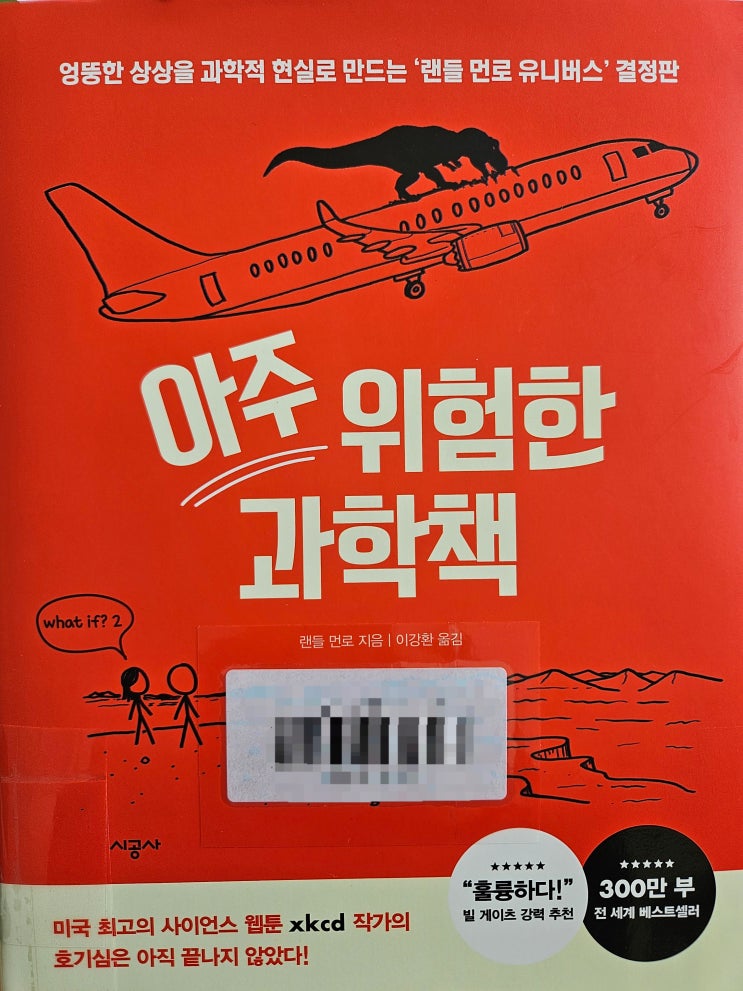 엉뚱한 상상을 과학적 현실로 만드는 ‘랜들 먼로 유니버스’ 결정판
아주 위험한
과학책
what if? 2
랜들 먼로 지음 | 이강환 옮김
시공사
★★★★★
“훌륭하다!”
빌 게이츠 강력 추천
★★★★★
300만 부
전 세계 베스트셀러
미국 최고의 사이언스 웹툰 xkcd 작가의
호기심은 아직 끝나지 않았다!